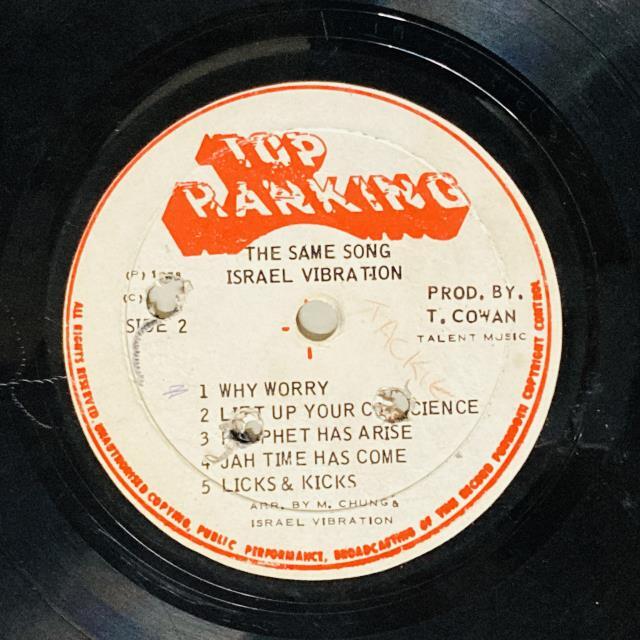 TOP
RANKING
THE SAME SONG
ISRAEL VIBRATION
(P)
(C)
SIDE 2
PROD. BY.
T. COWAN
TALENT MUSIC
TACKIE
1 WHY WORRY
2 LIFT UP YOUR CONSCIENCE
3 PROPHET HAS ARISE
4 JAH TIME HAS COME
5 LICKS & KICKS
ARR. BY M. CHUNG &
ISRAEL VIBRATION
ALL RIGHTS RESERVED. UNAUTHORISED COPYING, PUBLIC PERFORMANCE, BROADCASTING OF THIS RECORD FORBIDDEN COPYRIGHT CONTROL